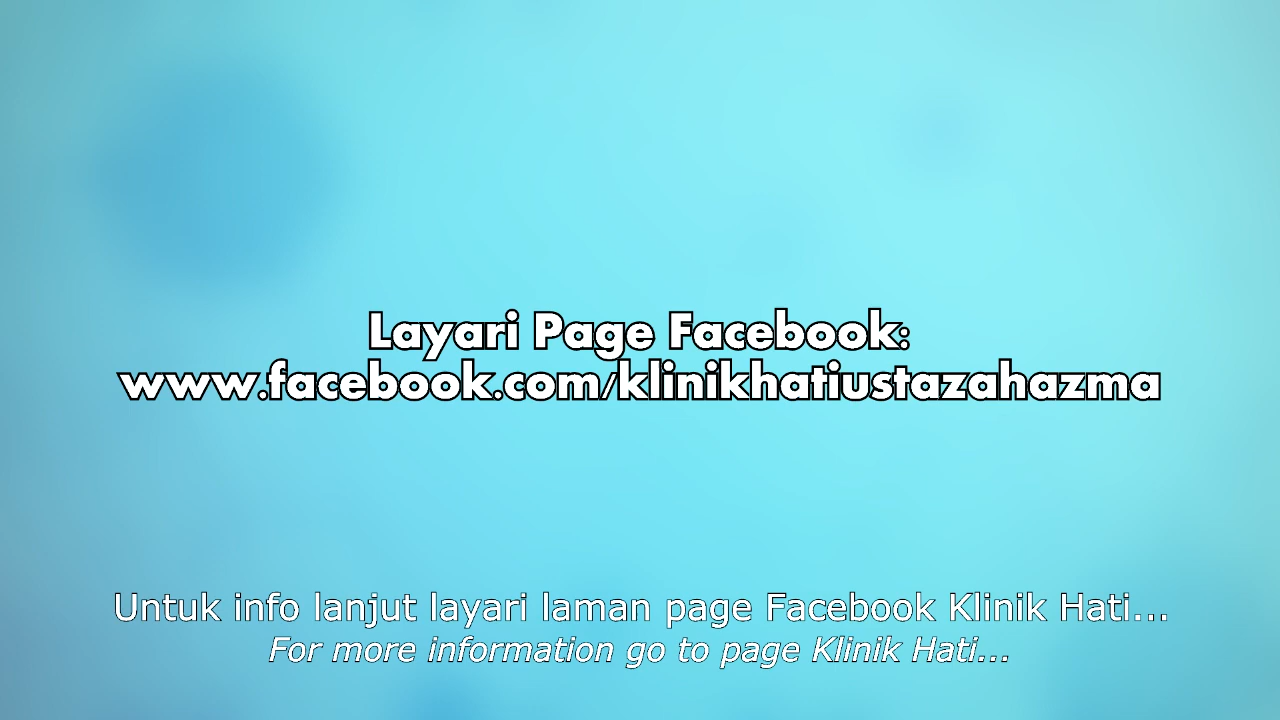 Layari Page Facebook:
www.facebook.com/klinikhatiustazahazma
Untuk info lanjut layari laman page Facebook Klinik Hati...
For more information go to page Klinik Hati...